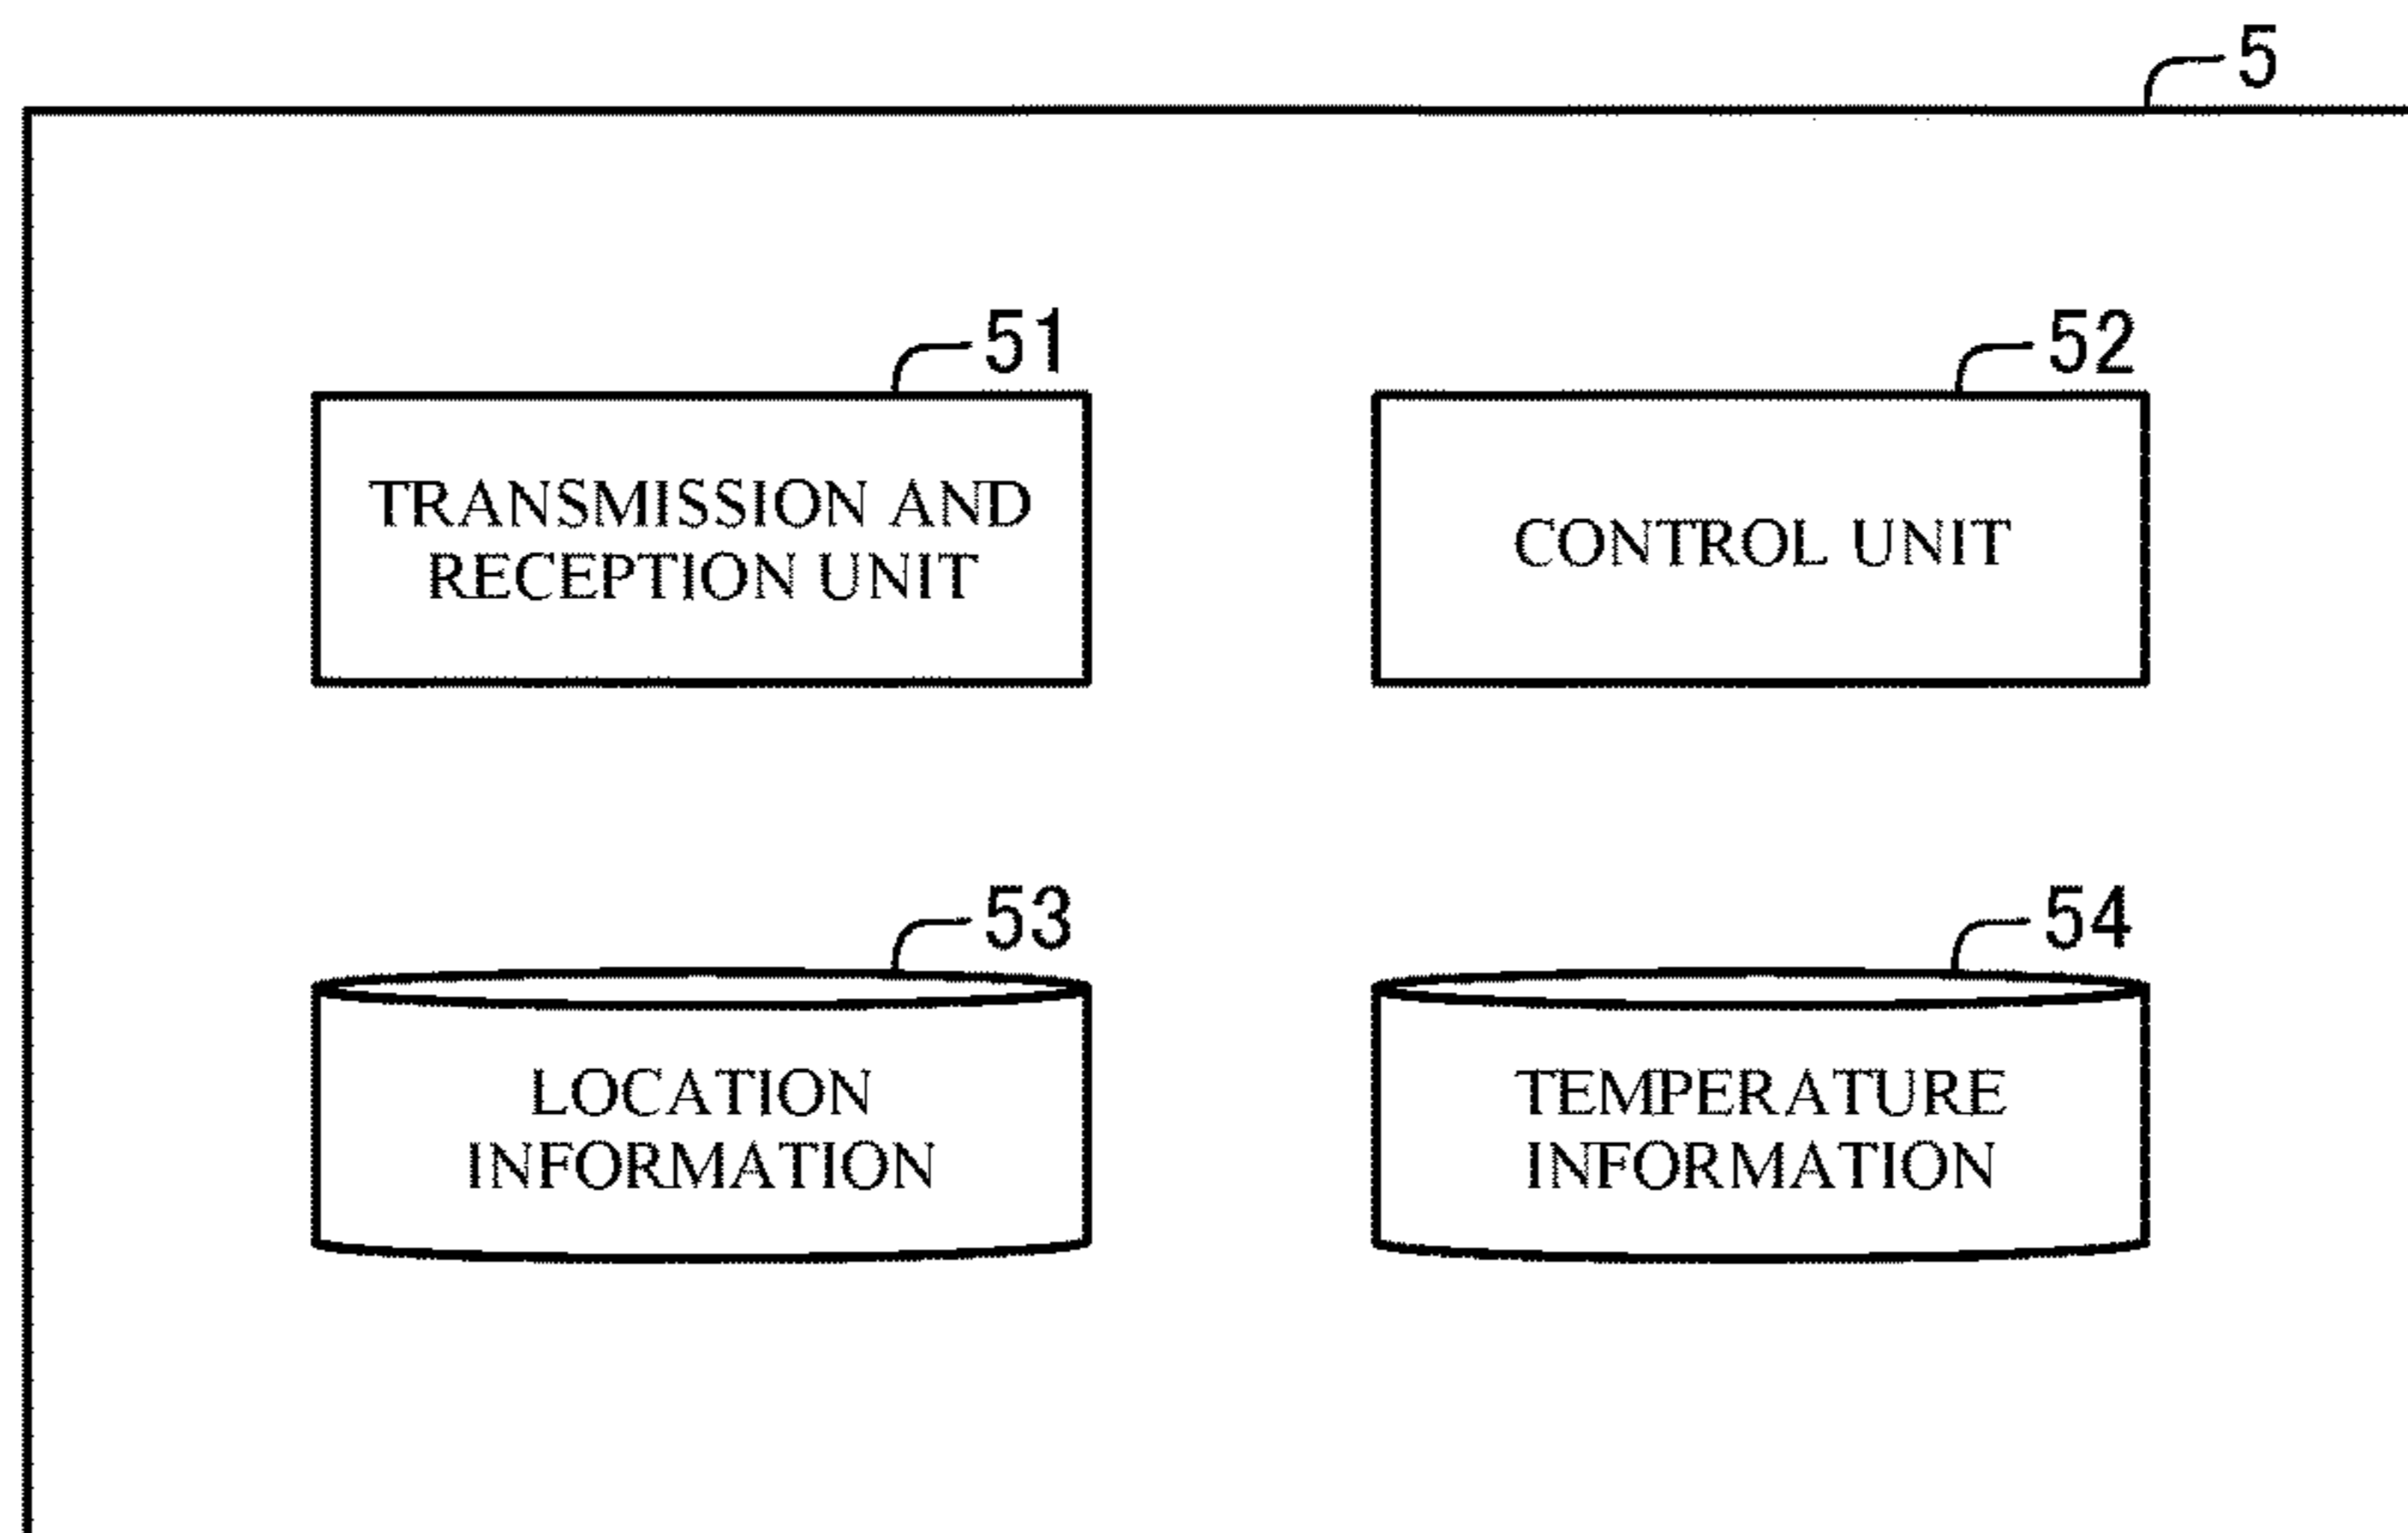 5
51
52
TRANSMISSION AND
RECEPTION UNIT
CONTROL UNIT
53
54
LOCATION
INFORMATION
TEMPERATURE
INFORMATION